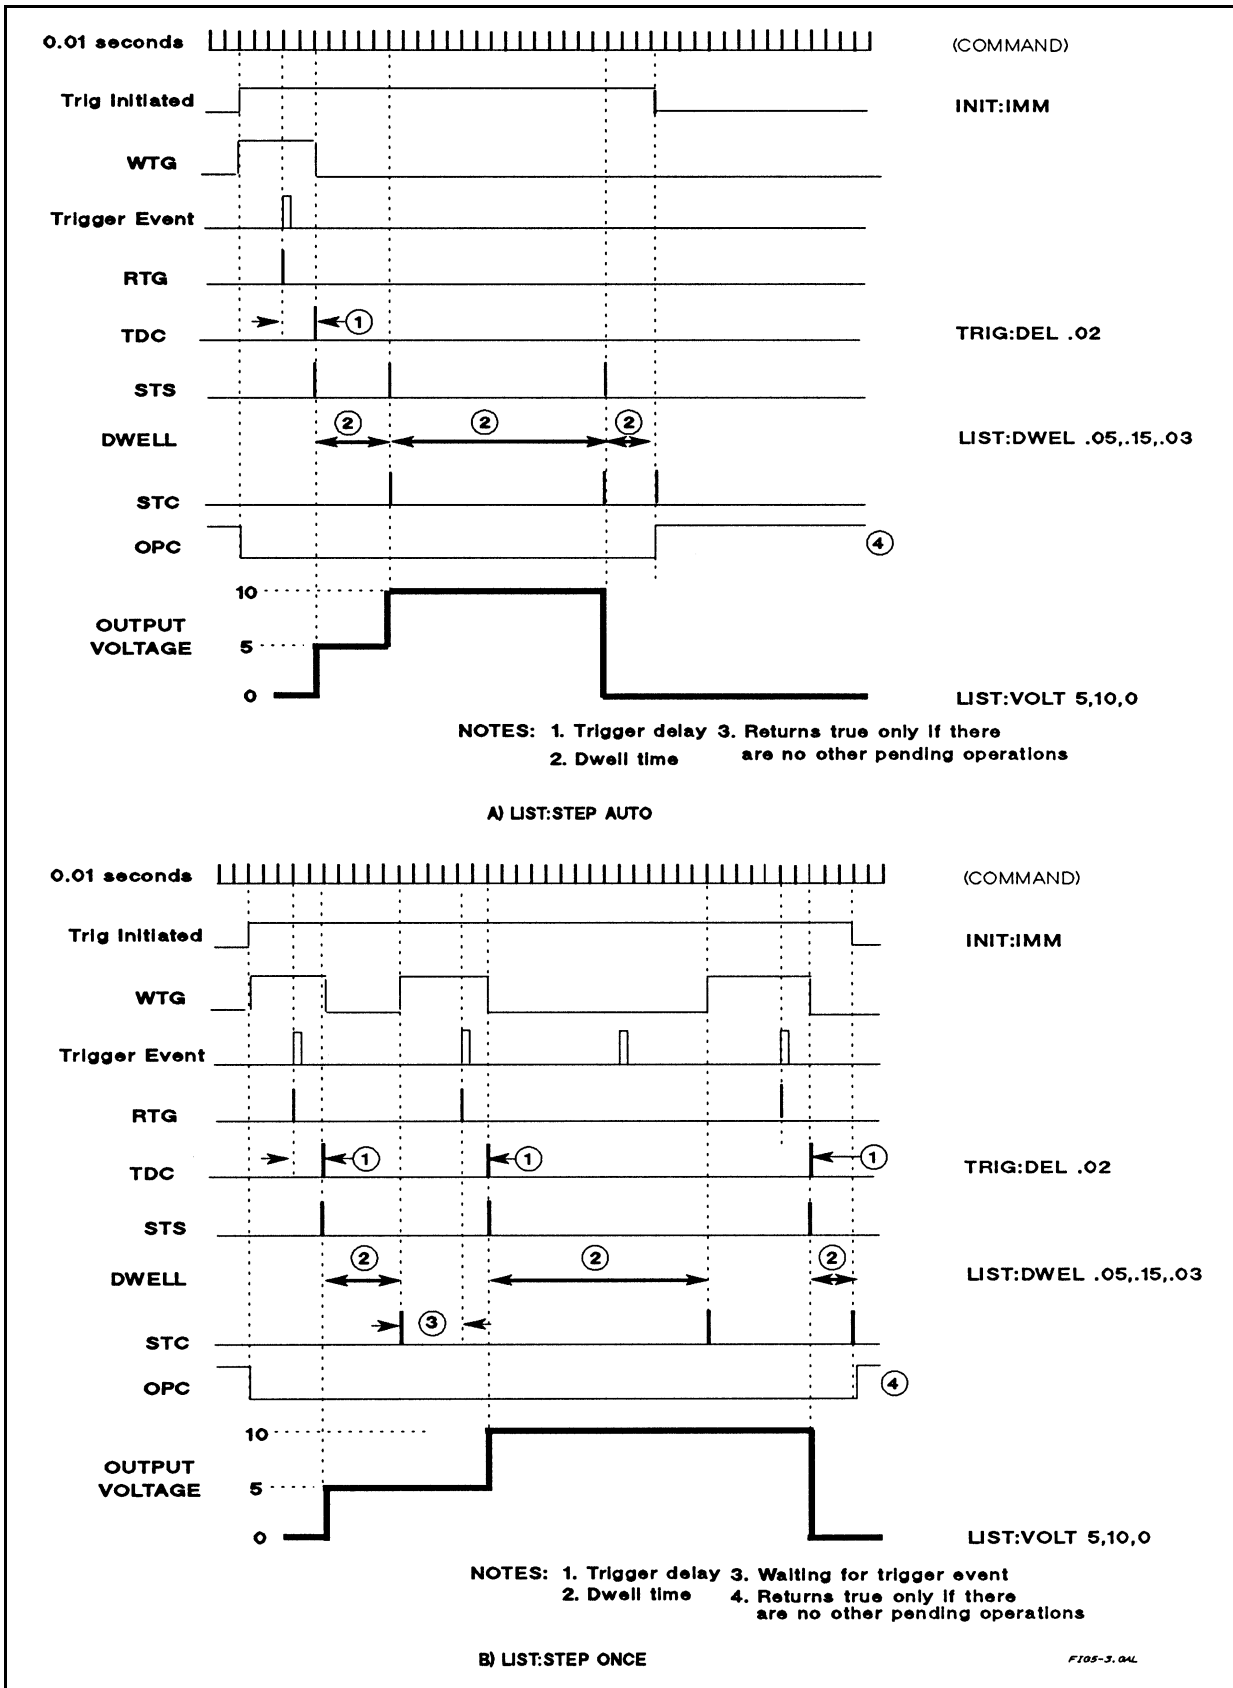 0.01 seconds
(COMMAND)
Trig Initiated
INIT:IMM
WTG
Trigger Event
RTG
TDC
1
TRIG:DEL .02
STS
DWELL
2
2
2
LIST:DWEL .05,.15,.03
STC
OPC
4
10
OUTPUT
VOLTAGE
5
0
LIST:VOLT 5,10,0
NOTES: 1. Trigger delay 3. Returns true only if there
2. Dwell time are no other pending operations
A) LIST:STEP AUTO
0.01 seconds
(COMMAND)
Trig Initiated
INIT:IMM
WTG
Trigger Event
RTG
TDC
1
1
1
TRIG:DEL .02
STS
DWELL
2
2
2
LIST:DWEL .05,.15,.03
STC
3
OPC
4
10
OUTPUT
VOLTAGE
5
0
LIST:VOLT 5,10,0
NOTES: 1. Trigger delay 3. Waiting for trigger event
2. Dwell time 4. Returns true only if there
are no other pending operations
B) LIST:STEP ONCE
FIG5-3.GAL